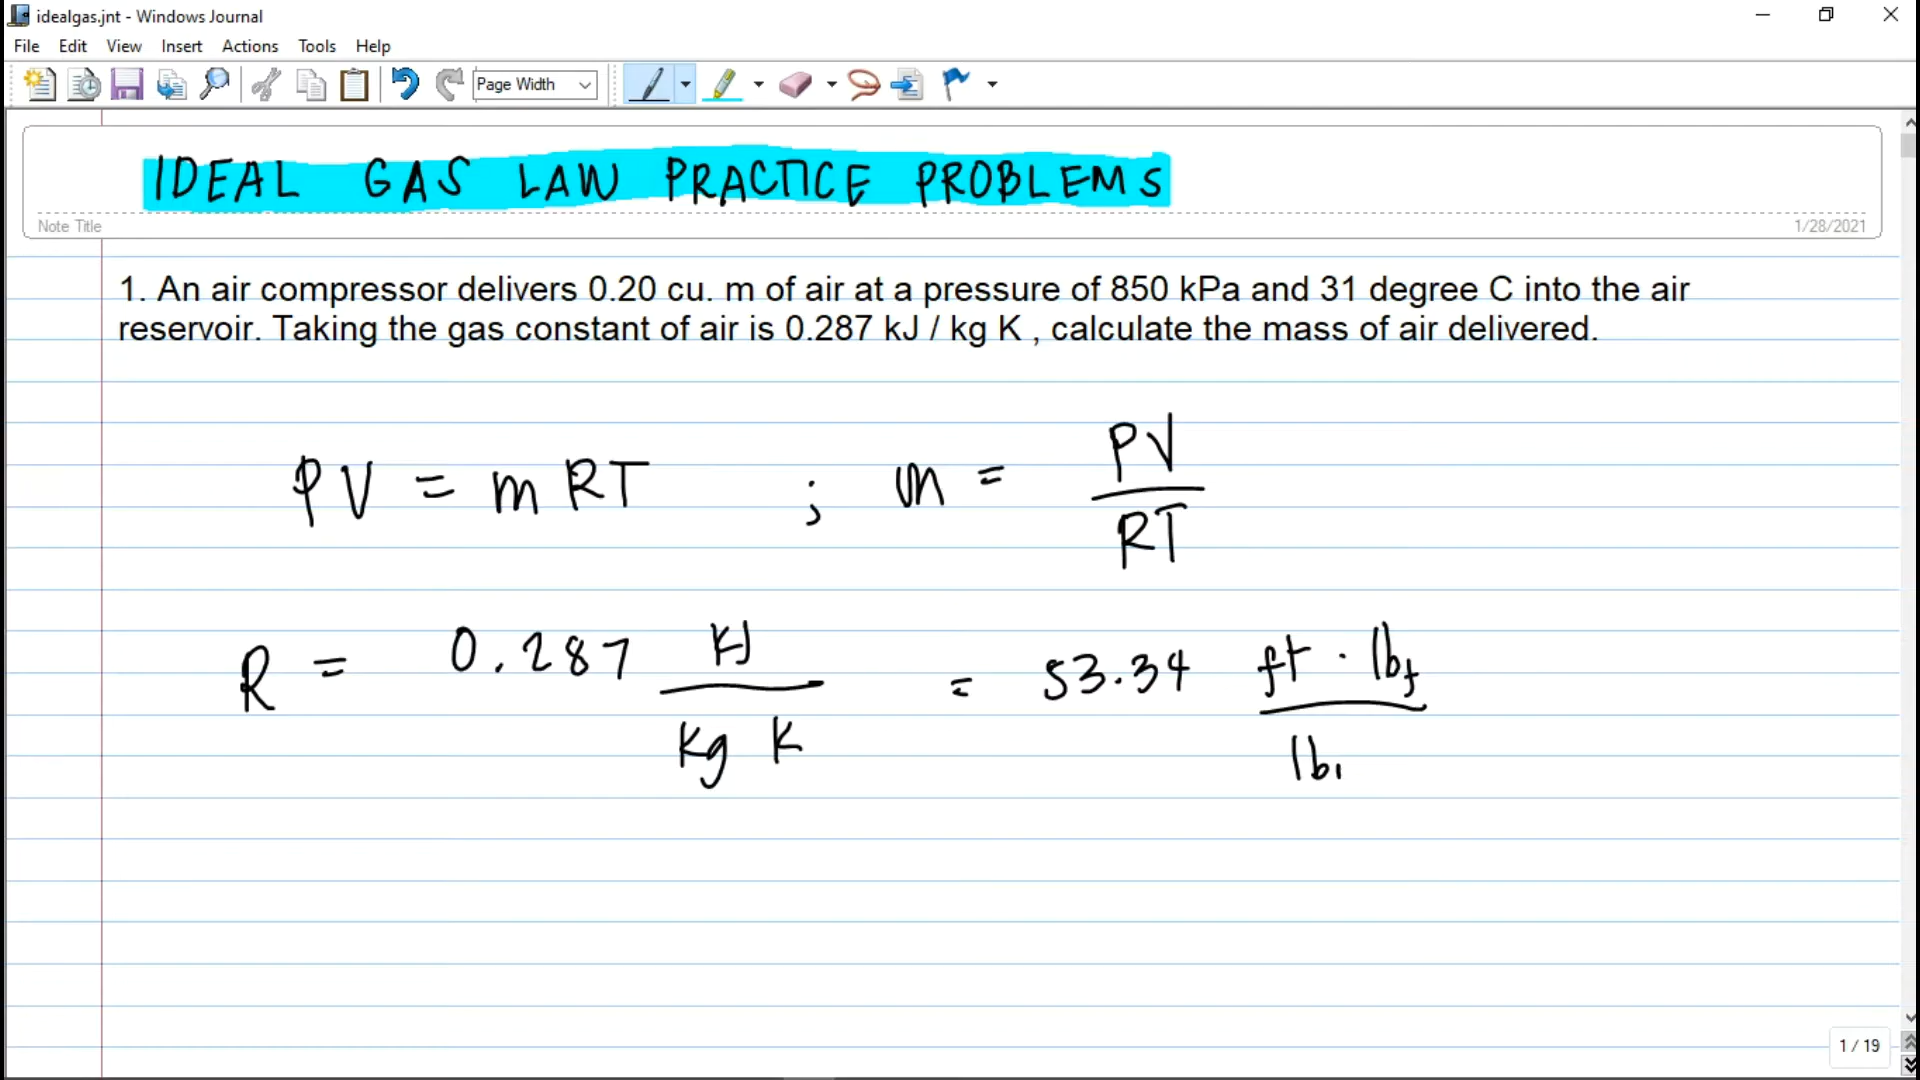 idealgas.jnt - Windows Journal
File Edit View Insert Actions Tools Help
Page Width
IDEAL GAS LAW PRACTICE PROBLEMS
Note Title
1/28/2021
1. An air compressor delivers 0.20 cu. m of air at a pressure of 850 kPa and 31 degree C into the air
reservoir. Taking the gas constant of air is 0.287 kJ / kg K , calculate the mass of air delivered.
PV = mRT ; m = PV / RT
R = 0.287 KJ / Kg K = 53.34 ft · lbf / lb
1 / 19